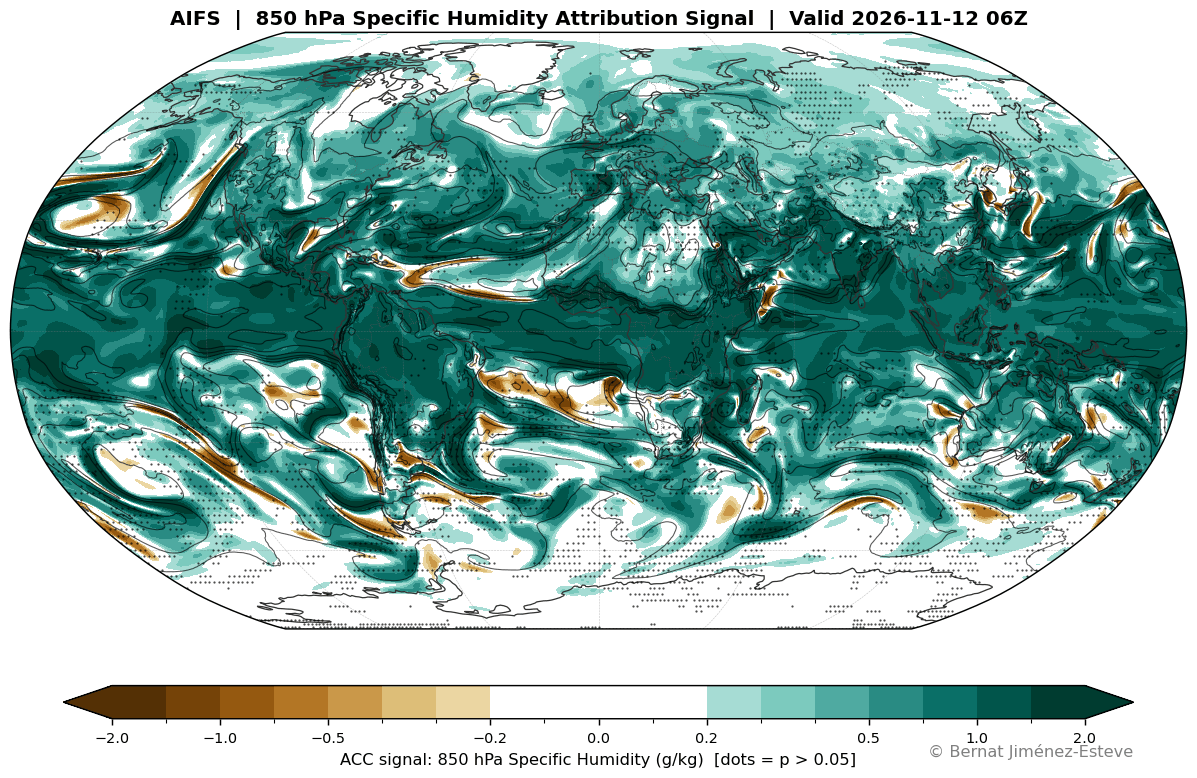 AIFS | 850 hPa Specific Humidity Attribution Signal | Valid 2026-11-12 06Z
−2.0 −1.0 −0.5 −0.2 0.0 0.2 0.5 1.0 2.0
ACC signal: 850 hPa Specific Humidity (g/kg) [dots = p > 0.05]
© Bernat Jiménez-Esteve